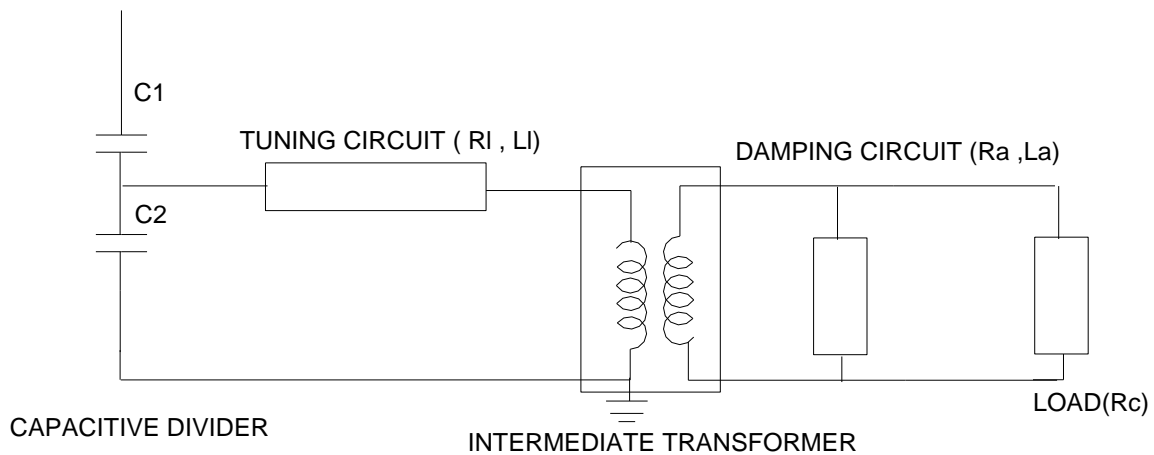 C1
TUNING CIRCUIT ( Rl , Ll)
DAMPING CIRCUIT (Ra ,La)
C2
LOAD(Rc)
CAPACITIVE DIVIDER
INTERMEDIATE TRANSFORMER